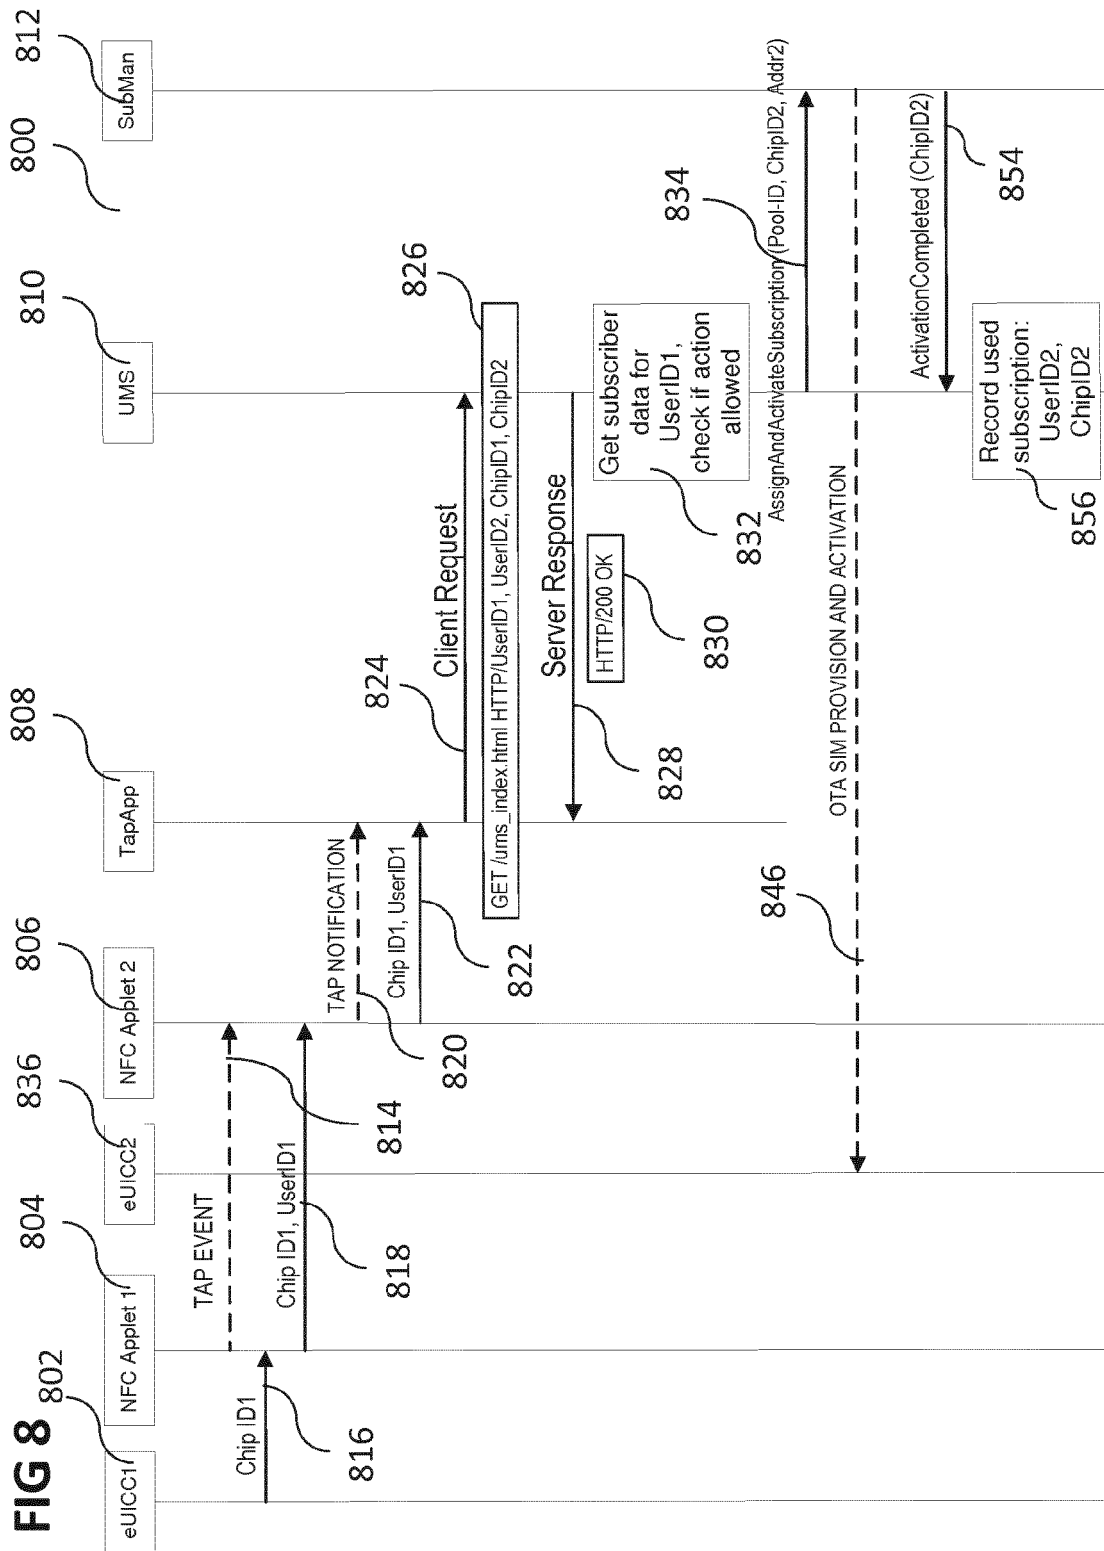 FIG 8
802
804
836
806
808
810
800
812
eUICC1
NFC Applet 1
eUICC2
NFC Applet 2
TapApp
UMS
SubMan
TAP EVENT
814
Chip ID1
816
Chip ID1, UserID1
818
TAP NOTIFICATION
820
Chip ID1, UserID1
822
824
Client Request
826
GET /ums_index.html HTTP/UserID1, UserID2, ChipID1, ChipID2
Server Response
828
HTTP/200 OK
830
Get subscriber
data for
UserID1,
check if action
allowed
832
834
AssignAndActivateSubscription (Pool-ID, ChipID2, Addr2)
OTA SIM PROVISION AND ACTIVATION
846
ActivationCompleted (ChipID2)
854
Record used
subscription:
UserID2,
ChipID2
856